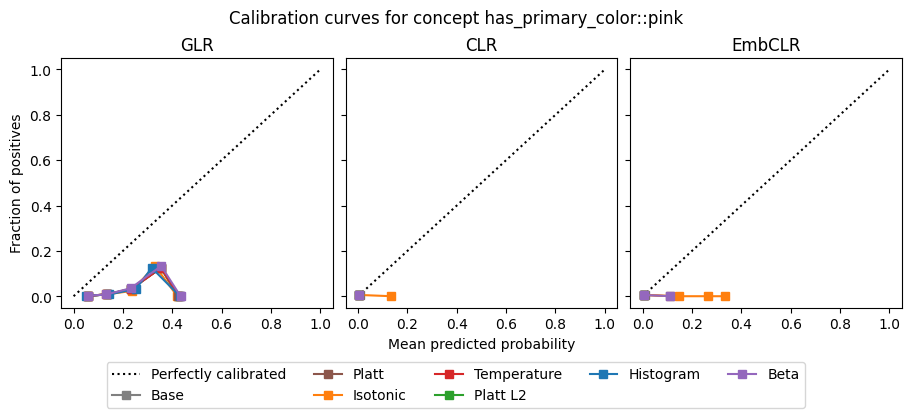 Calibration curves for concept has_primary_color::pink
GLR CLR EmbCLR
Fraction of positives
1.0
0.8
0.6
0.4
0.2
0.0
0.0 0.2 0.4 0.6 0.8 1.0 0.0 0.2 0.4 0.6 0.8 1.0 0.0 0.2 0.4 0.6 0.8 1.0
Mean predicted probability
Perfectly calibrated Platt Temperature Histogram Beta
Base Isotonic Platt L2